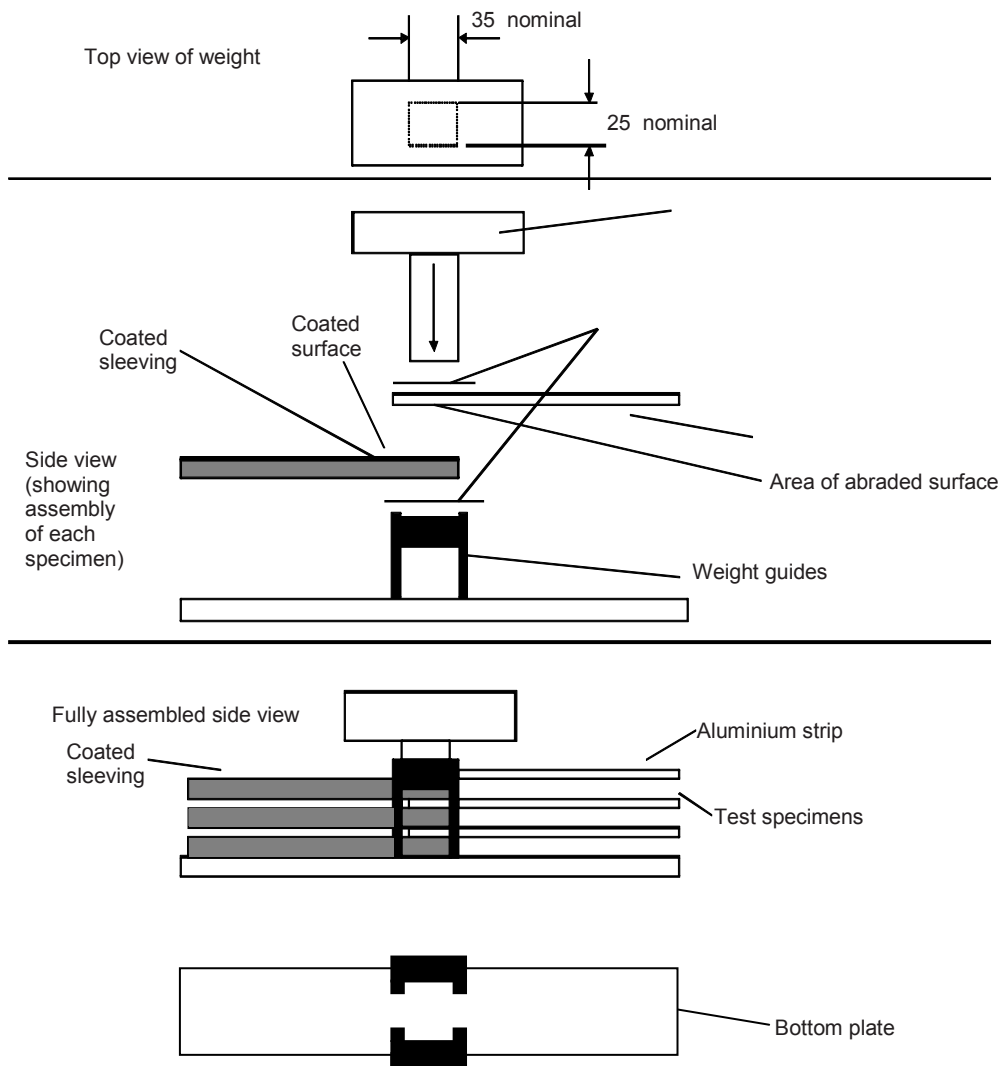 35 nominal
Top view of weight
25 nominal
Coated
sleeving
Coated
surface
Side view
(showing
assembly
of each
specimen)
Area of abraded surface
Weight guides
Fully assembled side view
Coated
sleeving
Aluminium strip
Test specimens
Bottom plate